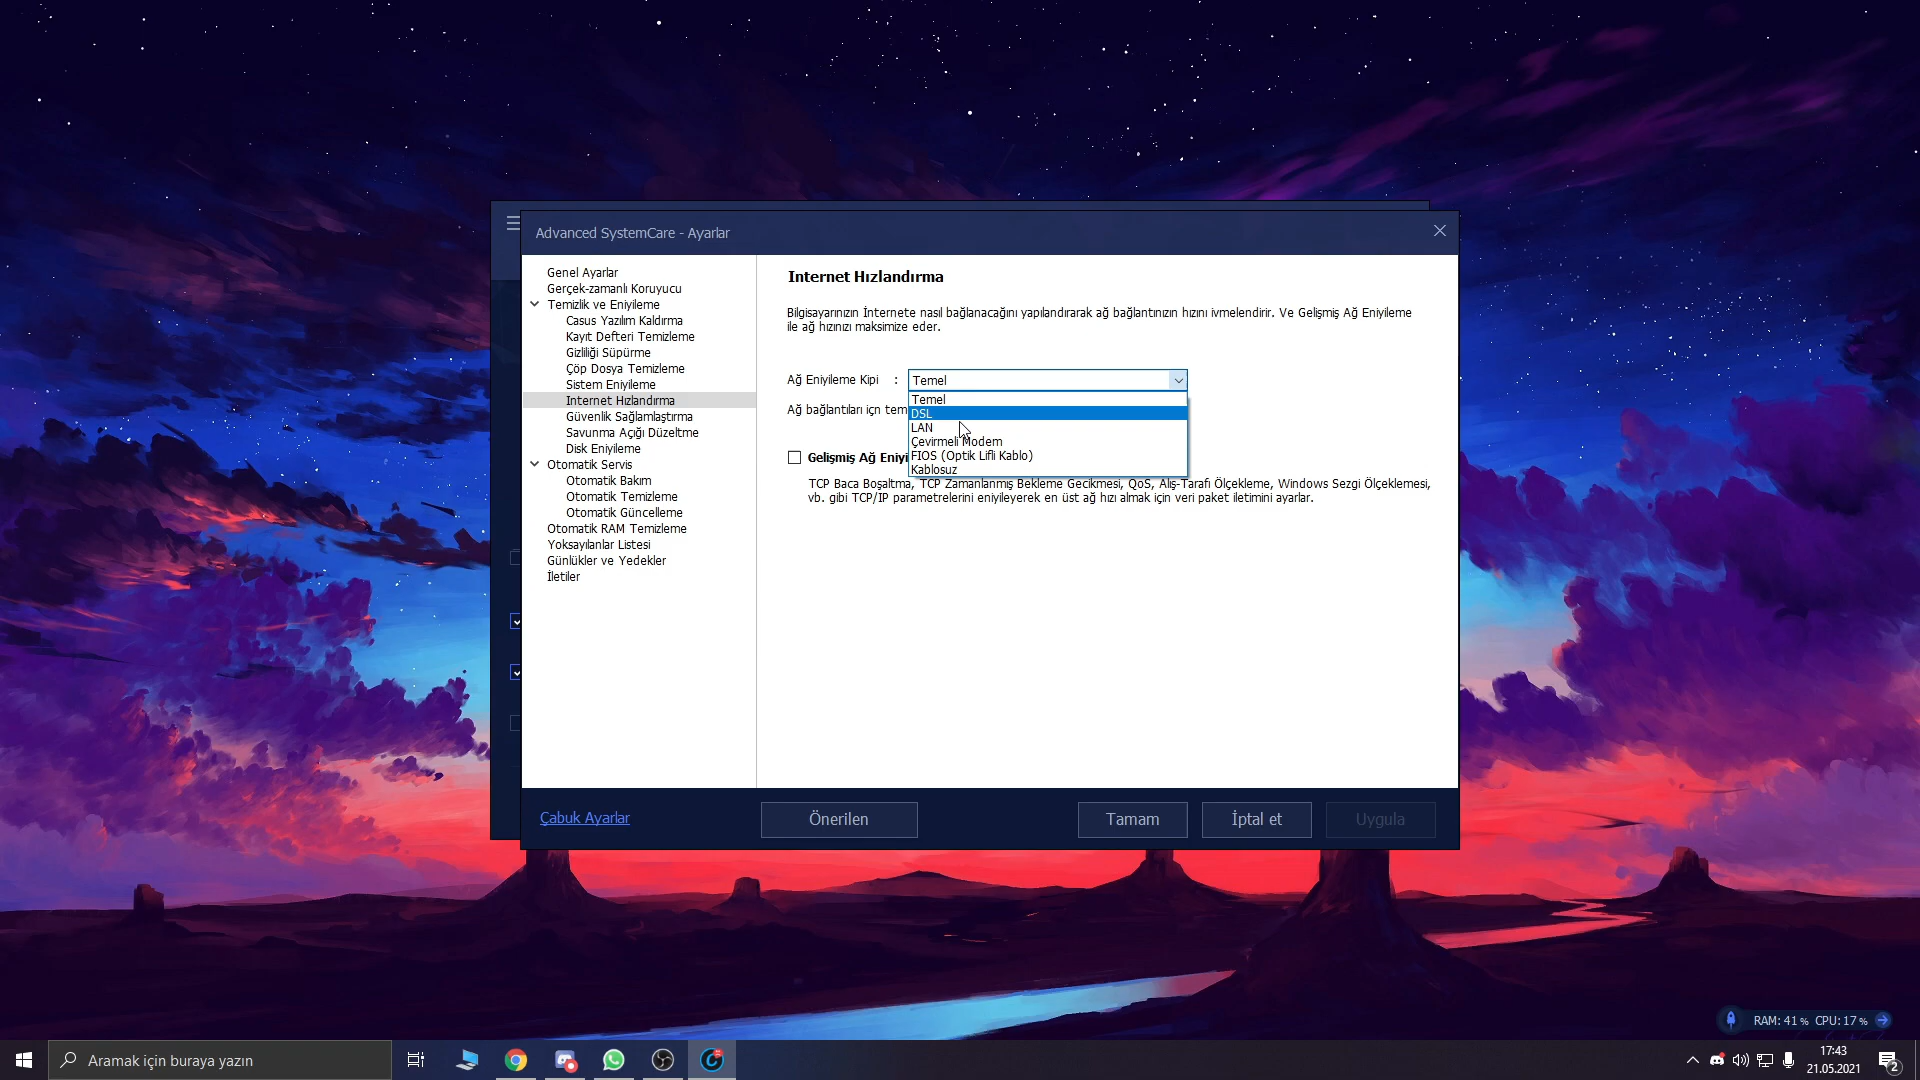 Advanced SystemCare - Ayarlar
Genel Ayarlar
Gerçek-zamanlı Koruyucu
Temizlik ve Eniyileme
Casus Yazılım Kaldırma
Kayıt Defteri Temizleme
Gizliliği Süpürme
Çöp Dosya Temizleme
Sistem Eniyileme
Internet Hızlandırma
Güvenlik Sağlamlaştırma
Savunma Açığı Düzeltme
Disk Eniyileme
Otomatik Servis
Otomatik Bakım
Otomatik Temizleme
Otomatik Güncelleme
Otomatik RAM Temizleme
Yoksayılanlar Listesi
Günlükler ve Yedekler
İletiler
Internet Hızlandırma
Bilgisayarınızın İnternete nasıl bağlanacağını yapılandırarak ağ bağlantınızın hızını ivmelendirir. Ve Gelişmiş Ağ Eniyileme
ile ağ hızınızı maksimize eder.
Ağ Eniyileme Kipi : Temel
Temel
DSL
LAN
Çevirmeli Modem
FIOS (Optik Lifli Kablo)
Kablosuz
Ağ bağlantıları içn tem
Gelişmiş Ağ Eniyi
TCP Baca Boşaltma, TCP Zamanlanmış Bekleme Gecikmesi, QoS, Alış-Tarafı Ölçekleme, Windows Sezgi Ölçeklemesi,
vb. gibi TCP/IP parametrelerini eniyileyerek en üst ağ hızı almak için veri paket iletimini ayarlar.
Çabuk Ayarlar
Önerilen
Tamam
İptal et
Uygula
RAM: 41 % CPU: 17 %
Aramak için buraya yazın
17:43
21.05.2021
2